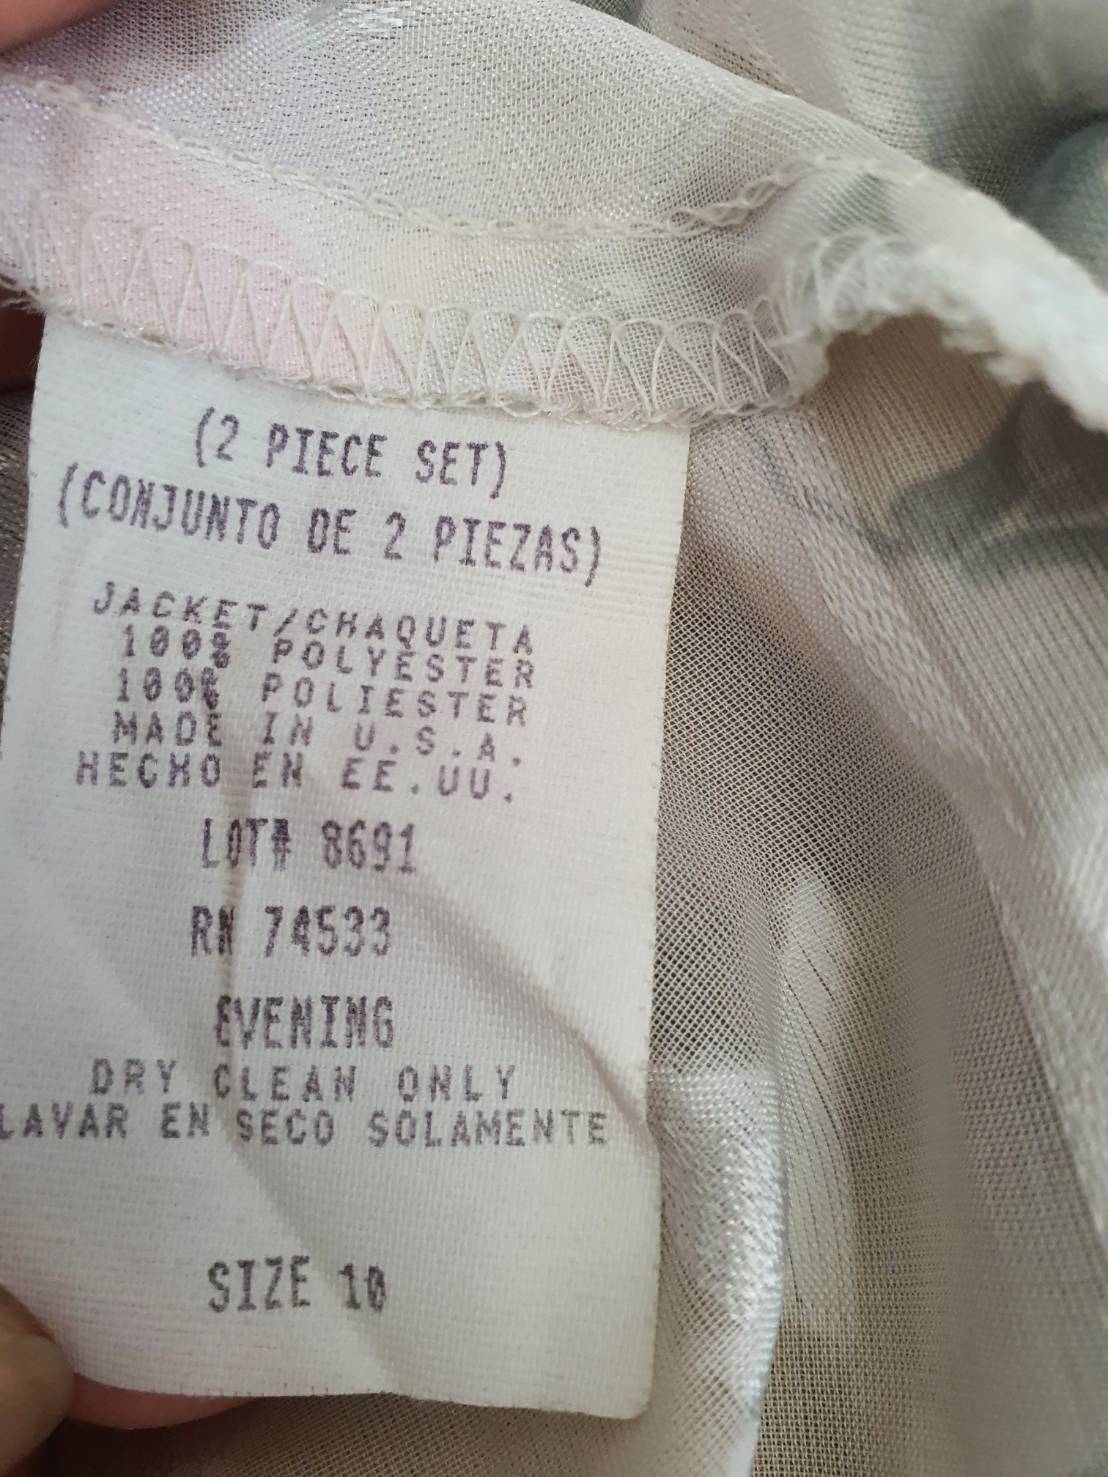 (2 PIECE SET)
(CONJUNTO DE 2 PIEZAS)
JACKET/CHAQUETA
100% POLYESTER
100% POLIESTER
MADE IN U.S.A.
HECHO EN EE.UU.
LOT# 8691
RN 74533
EVENING
DRY CLEAN ONLY
LAVAR EN SECO SOLAMENTE
SIZE 10